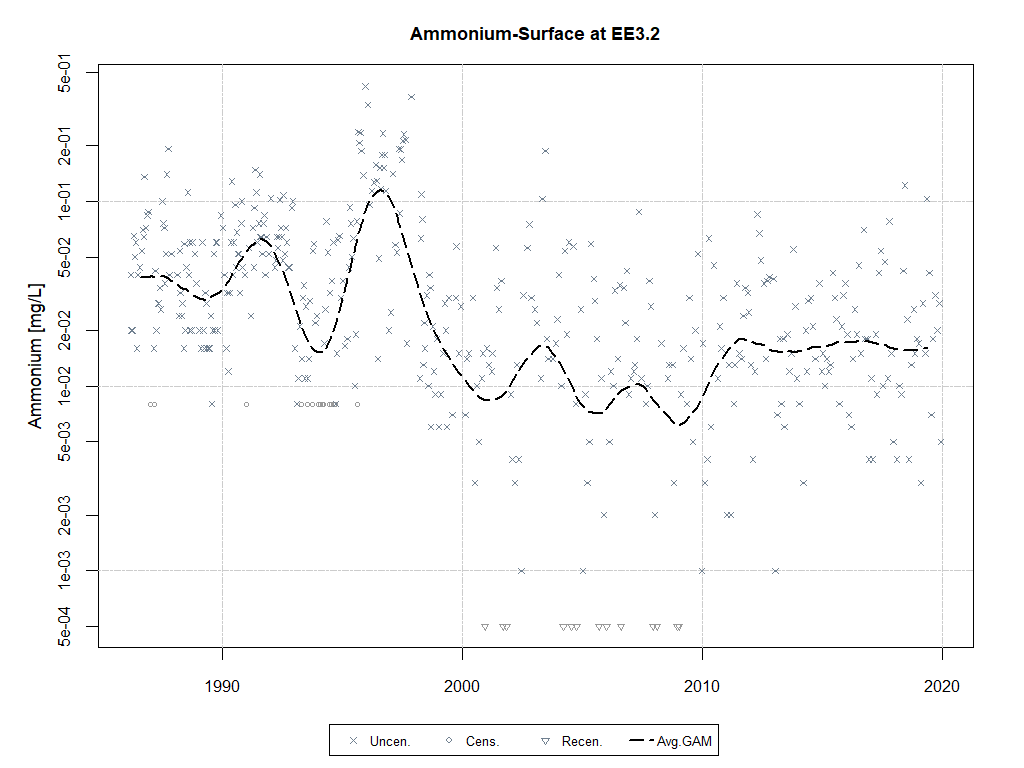 Ammonium-Surface at EE3.2
Ammonium [mg/L]
5e-01
2e-01
1e-01
5e-02
2e-02
1e-02
5e-03
2e-03
1e-03
5e-04
1990 2000 2010 2020
Uncen. Cens. Recen. Avg.GAM